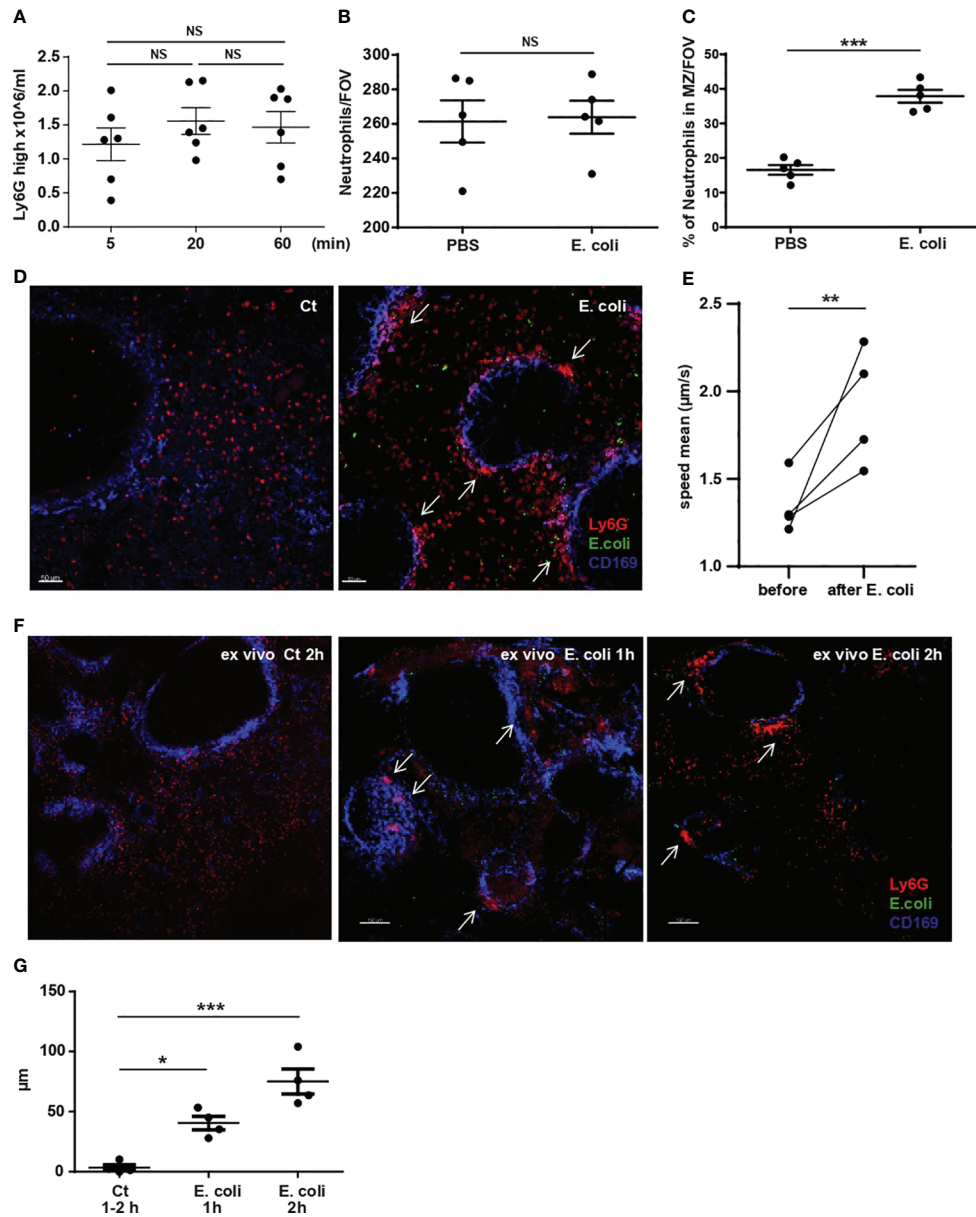 A
NS
NS
NS
Ly6G high x10^6/ml
2.5
2.0
1.5
1.0
0.5
0.0
5
20
60
(min)
B
NS
Neutrophils/FOV
300
280
260
240
220
200
PBS
E. coli
C
***
% of Neutrophils in MZ/FOV
50
40
30
20
10
0
PBS
E. coli
D
Ct
50 µm
E. coli
Ly6G
E.coli
CD169
E
**
speed mean (µm/s)
2.5
2.0
1.5
1.0
before
after E. coli
F
ex vivo Ct 2h
ex vivo E. coli 1h
ex vivo E. coli 2h
Ly6G
E.coli
CD169
G
***
*
µm
150
100
50
0
Ct
1-2 h
E. coli
1h
E. coli
2h